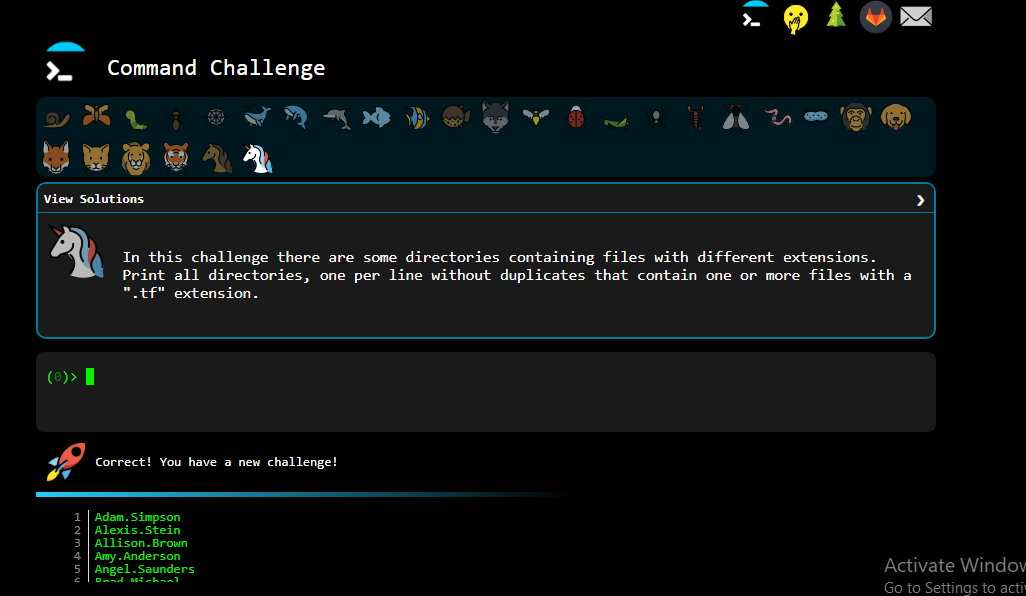 Command Challenge
View Solutions
In this challenge there are some directories containing files with different extensions.
Print all directories, one per line without duplicates that contain one or more files with a
".tf" extension.
(0)>
Correct! You have a new challenge!
1 Adam.Simpson
2 Alexis.Stein
3 Allison.Brown
4 Amy.Anderson
5 Angel.Saunders
6 Brad.Michael
Activate Window
Go to Settings to acti